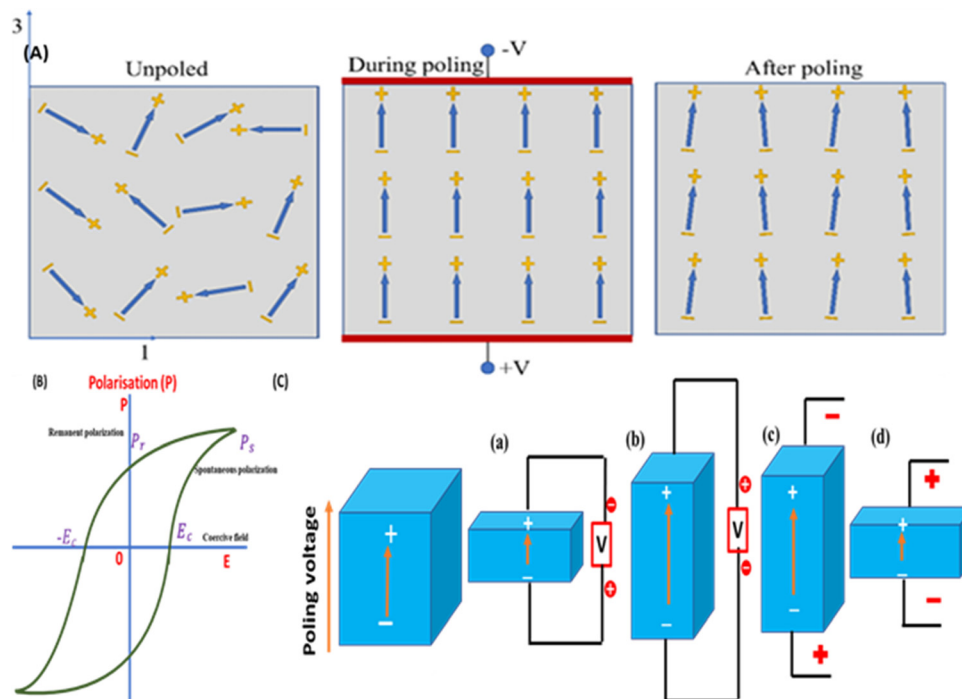 3
(A)
Unpoled
1
During poling
-V
+V
After poling
(B)
Polarisation (P)
P
Remanent polarization
Pr
Ps
Spontaneous polarization
-Ec
Ec
Coercive field
O
E
(C)
Poling voltage
+
−
(a)
+
−
−
V
+
(b)
+
−
+
V
−
(c)
−
+
−
+
(d)
+
+
−
−